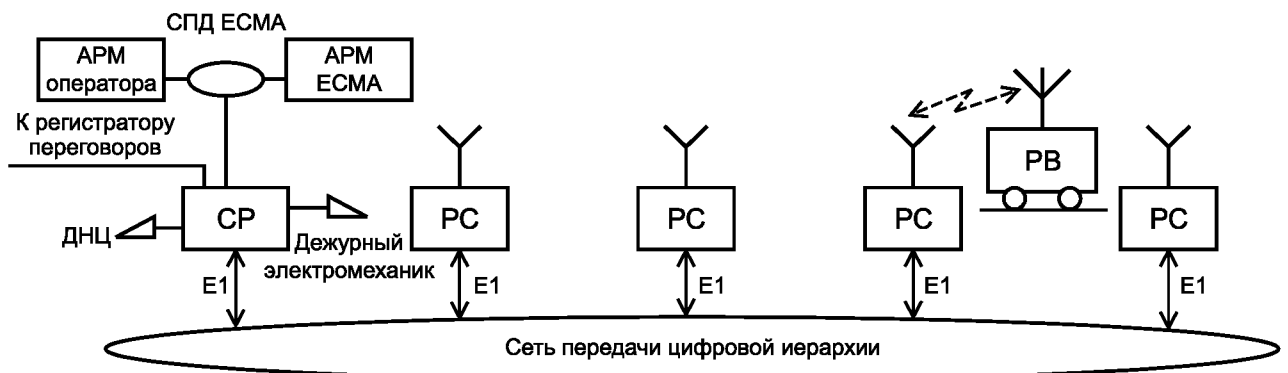 СПД ЕСМА
АРМ
оператора
АРМ
ЕСМА
К регистратору
переговоров
СР
ДНЦ
Дежурный
электромеханик
РС
РС
РС
РВ
РС
Е1
Е1
Е1
Е1
Е1
Сеть передачи цифровой иерархии